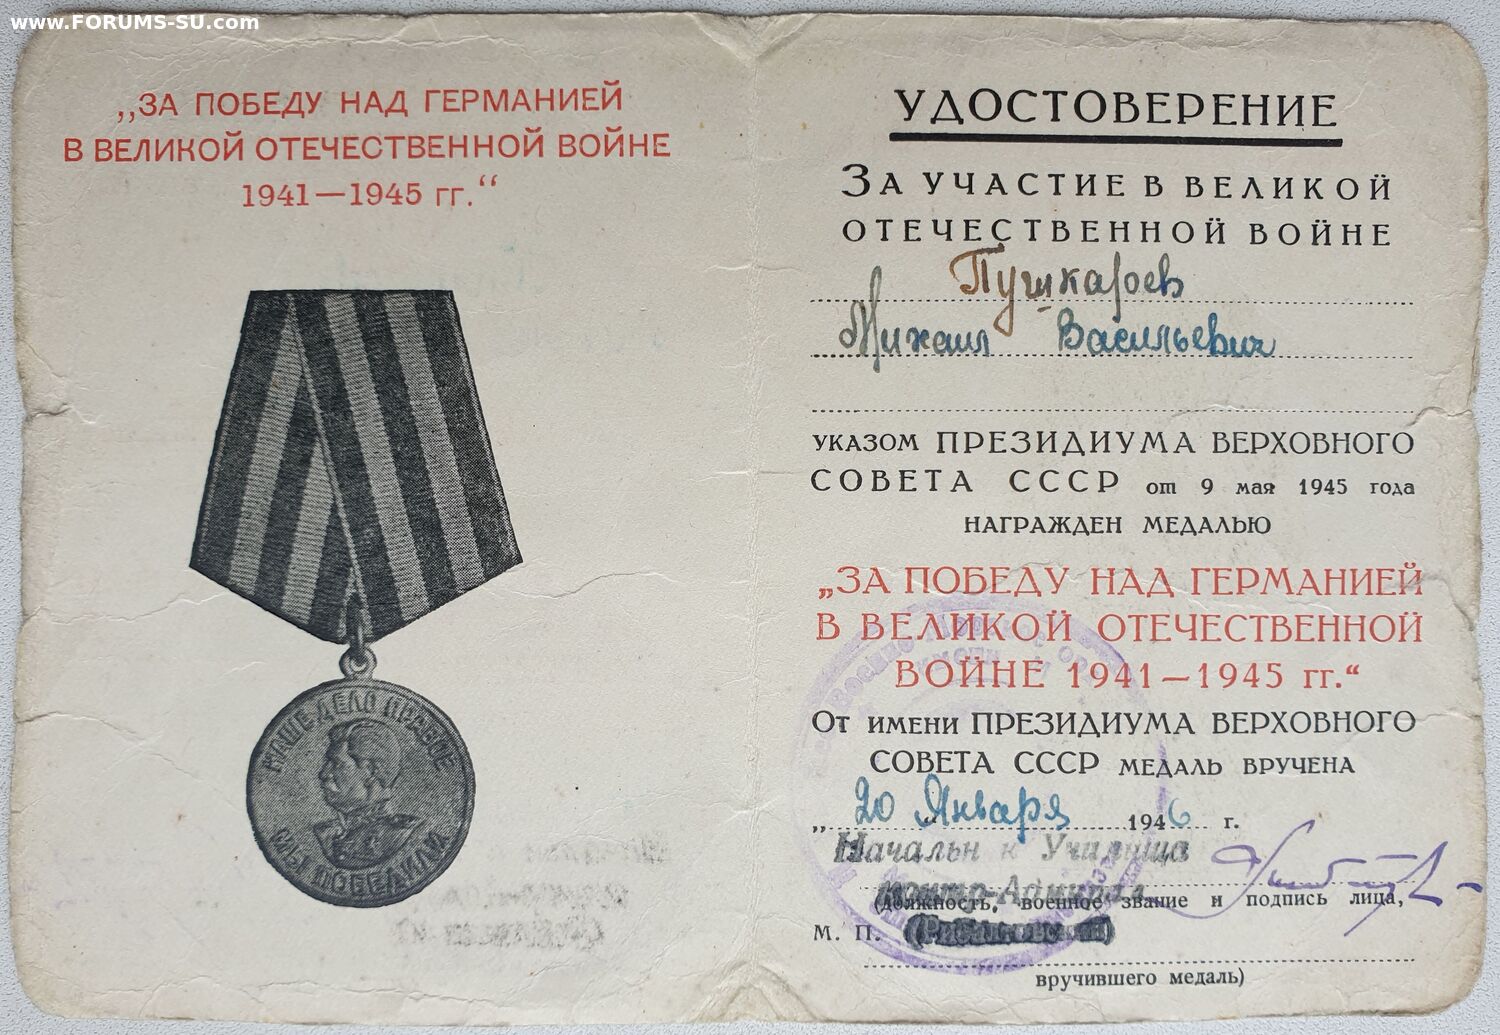 www.FORUMS-SU.com
„ЗА ПОБЕДУ НАД ГЕРМАНИЕЙ
В ВЕЛИКОЙ ОТЕЧЕСТВЕННОЙ ВОЙНЕ
1941—1945 гг.“
НАШЕ ДЕЛО ПРАВОЕ
МЫ ПОБЕДИЛИ
УДОСТОВЕРЕНИЕ
ЗА УЧАСТИЕ В ВЕЛИКОЙ
ОТЕЧЕСТВЕННОЙ ВОЙНЕ
Пушкарев
Михаил Васильевич
УКАЗОМ ПРЕЗИДИУМА ВЕРХОВНОГО
СОВЕТА СССР от 9 мая 1945 года
НАГРАЖДЕН МЕДАЛЬЮ
„ЗА ПОБЕДУ НАД ГЕРМАНИЕЙ
В ВЕЛИКОЙ ОТЕЧЕСТВЕННОЙ
ВОЙНЕ 1941—1945 гг.“
ОТ ИМЕНИ ПРЕЗИДИУМА ВЕРХОВНОГО
СОВЕТА СССР МЕДАЛЬ ВРУЧЕНА
„20“ Января 1946 г.
Начальн к Училища
контр-Адмирал
(должность, военное звание и подпись лица,
М. П.
вручившего медаль)